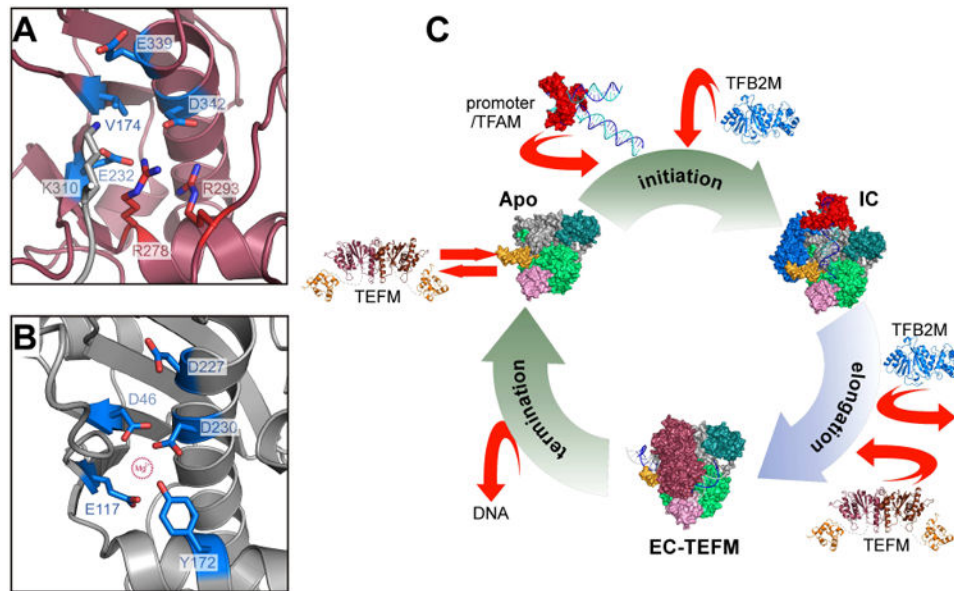 A
E339
D342
V174
E232
K310
R293
R278
B
D227
D46
D230
Mg2+
E117
Y172
C
promoter
/TFAM
TFB2M
initiation
Apo
IC
TEFM
TFB2M
elongation
termination
DNA
EC-TEFM
TEFM